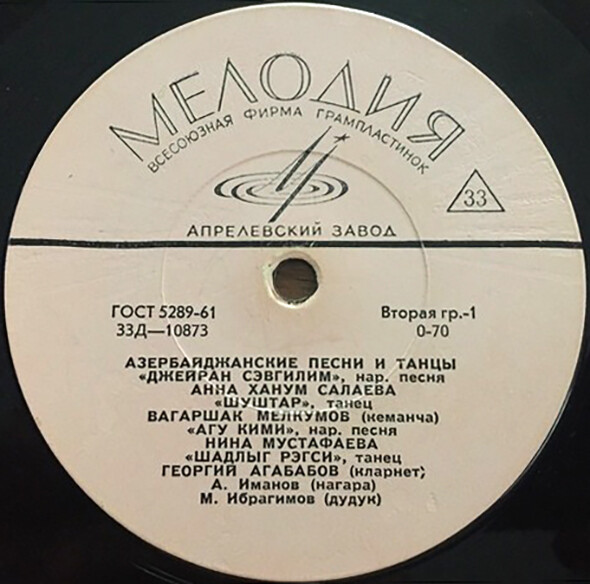 МЕЛОДИЯ
ВСЕСОЮЗНАЯ ФИРМА ГРАМПЛАСТИНОК
33
АПРЕЛЕВСКИЙ ЗАВОД
ГОСТ 5289-61 Вторая гр.-1
33Д—10873 0-70
АЗЕРБАЙДЖАНСКИЕ ПЕСНИ И ТАНЦЫ
«ДЖЕЙРАН СЭВГИЛИМ», нар. песня
АННА ХАНУМ САЛАЕВА
«ШУШТАР», танец
ВАГАРШАК МЕЛКУМОВ (кеманча)
«АГУ КИМИ», нар. песня
НИНА МУСТАФАЕВА
«ШАДЛЫГ РЭГСИ», танец
ГЕОРГИЙ АГАБАБОВ (кларнет)
А. Иманов (нагара)
М. Ибрагимов (дудук)